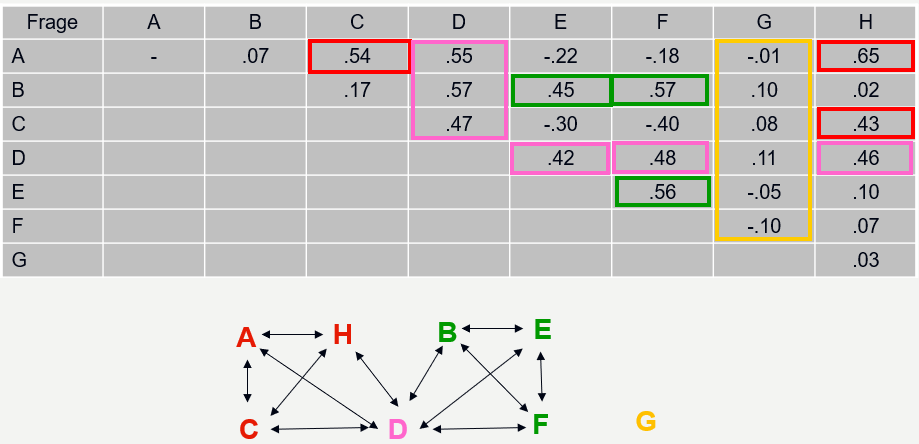 Frage A B C D E F G H
A - .07 .54 .55 -.22 -.18 -.01 .65
B .17 .57 .45 .57 .10 .02
C .47 -.30 -.40 .08 .43
D .42 .48 .11 .46
E .56 -.05 .10
F -.10 .07
G .03
A H B E
C D F G